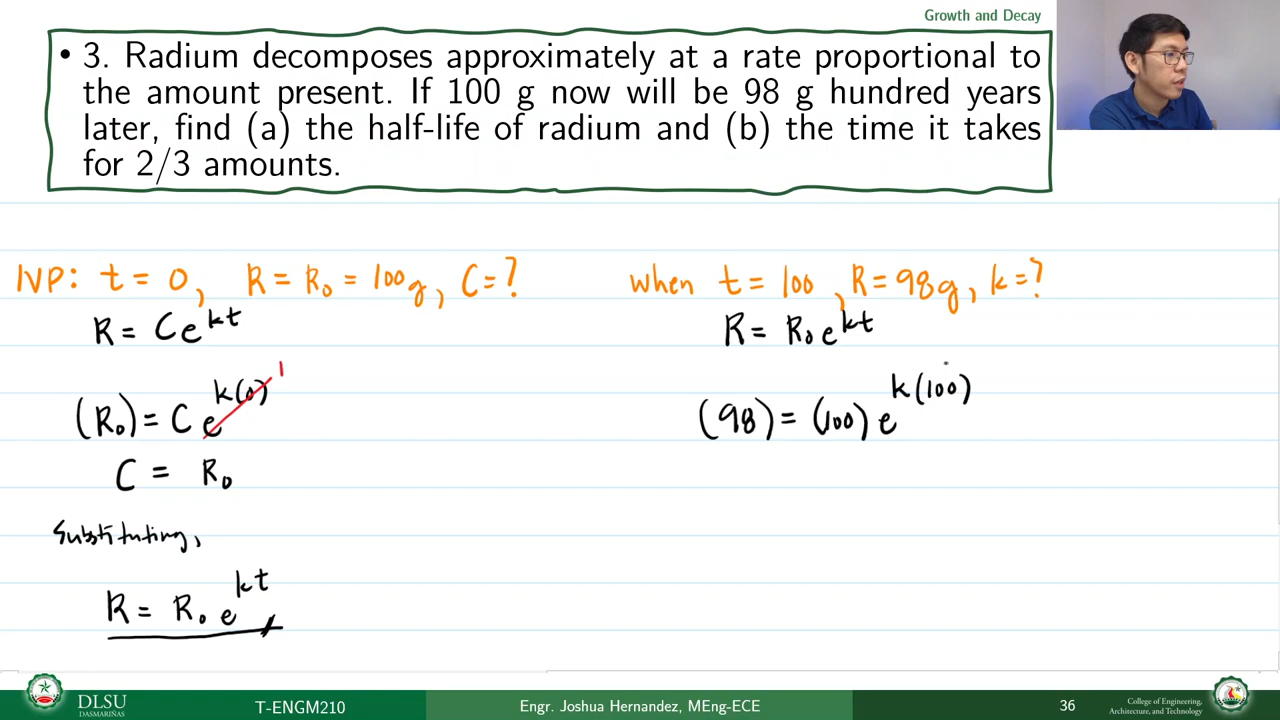 Growth and Decay
• 3. Radium decomposes approximately at a rate proportional to
the amount present. If 100 g now will be 98 g hundred years
later, find (a) the half-life of radium and (b) the time it takes
for 2/3 amounts.
IVP: t = 0, R = R₀ = 100g, C = ?
R = Ce^kt
(R₀) = C e^k(0) 1
C = R₀
Substituting,
R = R₀ e^kt
when t = 100, R = 98g, k = ?
R = R₀e^kt
(98) = (100) e^k(100)
DLSU
DASMARIÑAS
T-ENGM210
Engr. Joshua Hernandez, MEng-ECE
36
College of Engineering,
Architecture, and Technology